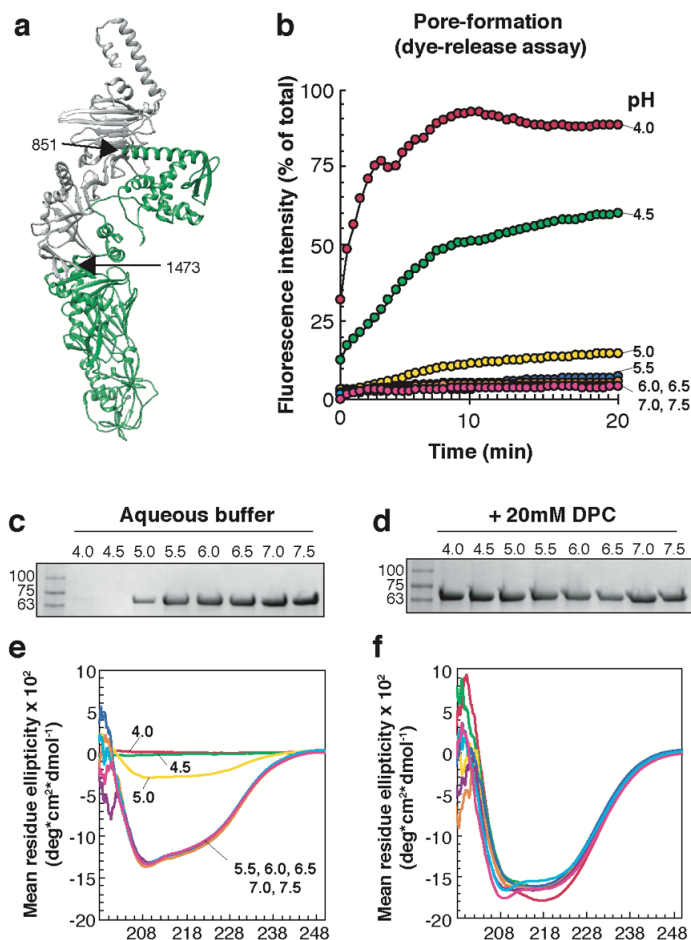 a
851
1473
b
Pore-formation
(dye-release assay)
Fluorescence intensity (% of total)
100
75
50
25
0
0
10
20
Time (min)
pH
4.0
4.5
5.0
5.5
6.0, 6.5
7.0, 7.5
c
Aqueous buffer
4.0 4.5 5.0 5.5 6.0 6.5 7.0 7.5
100
75
63
d
+ 20mM DPC
4.0 4.5 5.0 5.5 6.0 6.5 7.0 7.5
100
75
63
e
Mean residue ellipticity x 10²
(deg*cm²*dmol⁻¹)
10
5
0
-5
-10
-15
-20
4.0
4.5
5.0
5.5, 6.0, 6.5
7.0, 7.5
208 218 228 238 248
f
Mean residue ellipticity x 10²
(deg*cm²*dmol⁻¹)
10
5
0
-5
-10
-15
-20
208 218 228 238 248